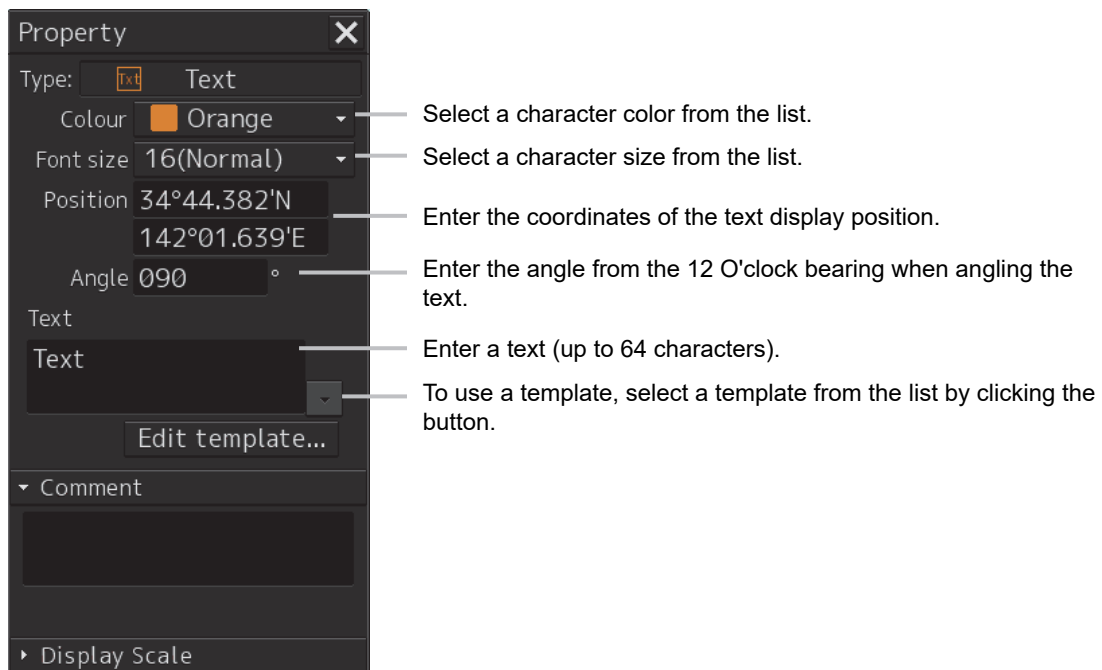 Property
Type: Txt Text
Colour Orange
Select a character color from the list.
Font size 16(Normal)
Select a character size from the list.
Position 34°44.382'N
142°01.639'E
Enter the coordinates of the text display position.
Angle 090 °
Enter the angle from the 12 O'clock bearing when angling the
text.
Text
Text
Enter a text (up to 64 characters).
To use a template, select a template from the list by clicking the
button.
Edit template...
Comment
Display Scale